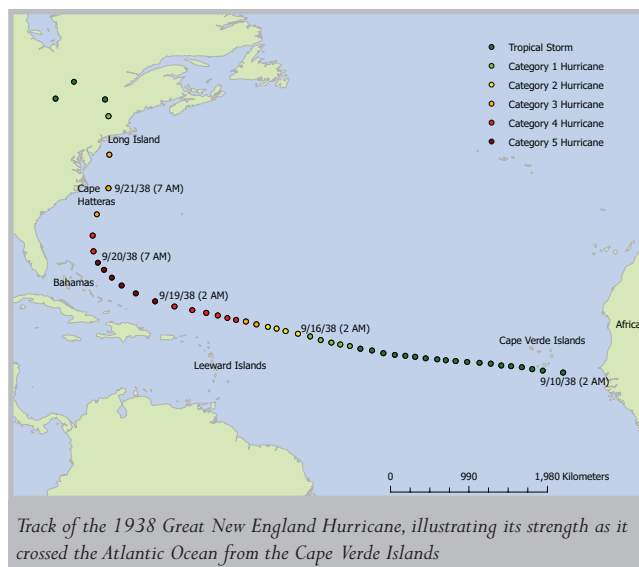 Tropical Storm
Category 1 Hurricane
Category 2 Hurricane
Category 3 Hurricane
Category 4 Hurricane
Category 5 Hurricane
Long Island
Cape
Hatteras
9/21/38 (7 AM)
9/20/38 (7 AM)
Bahamas
9/19/38 (2 AM)
9/16/38 (2 AM)
Leeward Islands
Cape Verde Islands
Africa
9/10/38 (2 AM)
0 990 1,980 Kilometers
Track of the 1938 Great New England Hurricane, illustrating its strength as it
crossed the Atlantic Ocean from the Cape Verde Islands